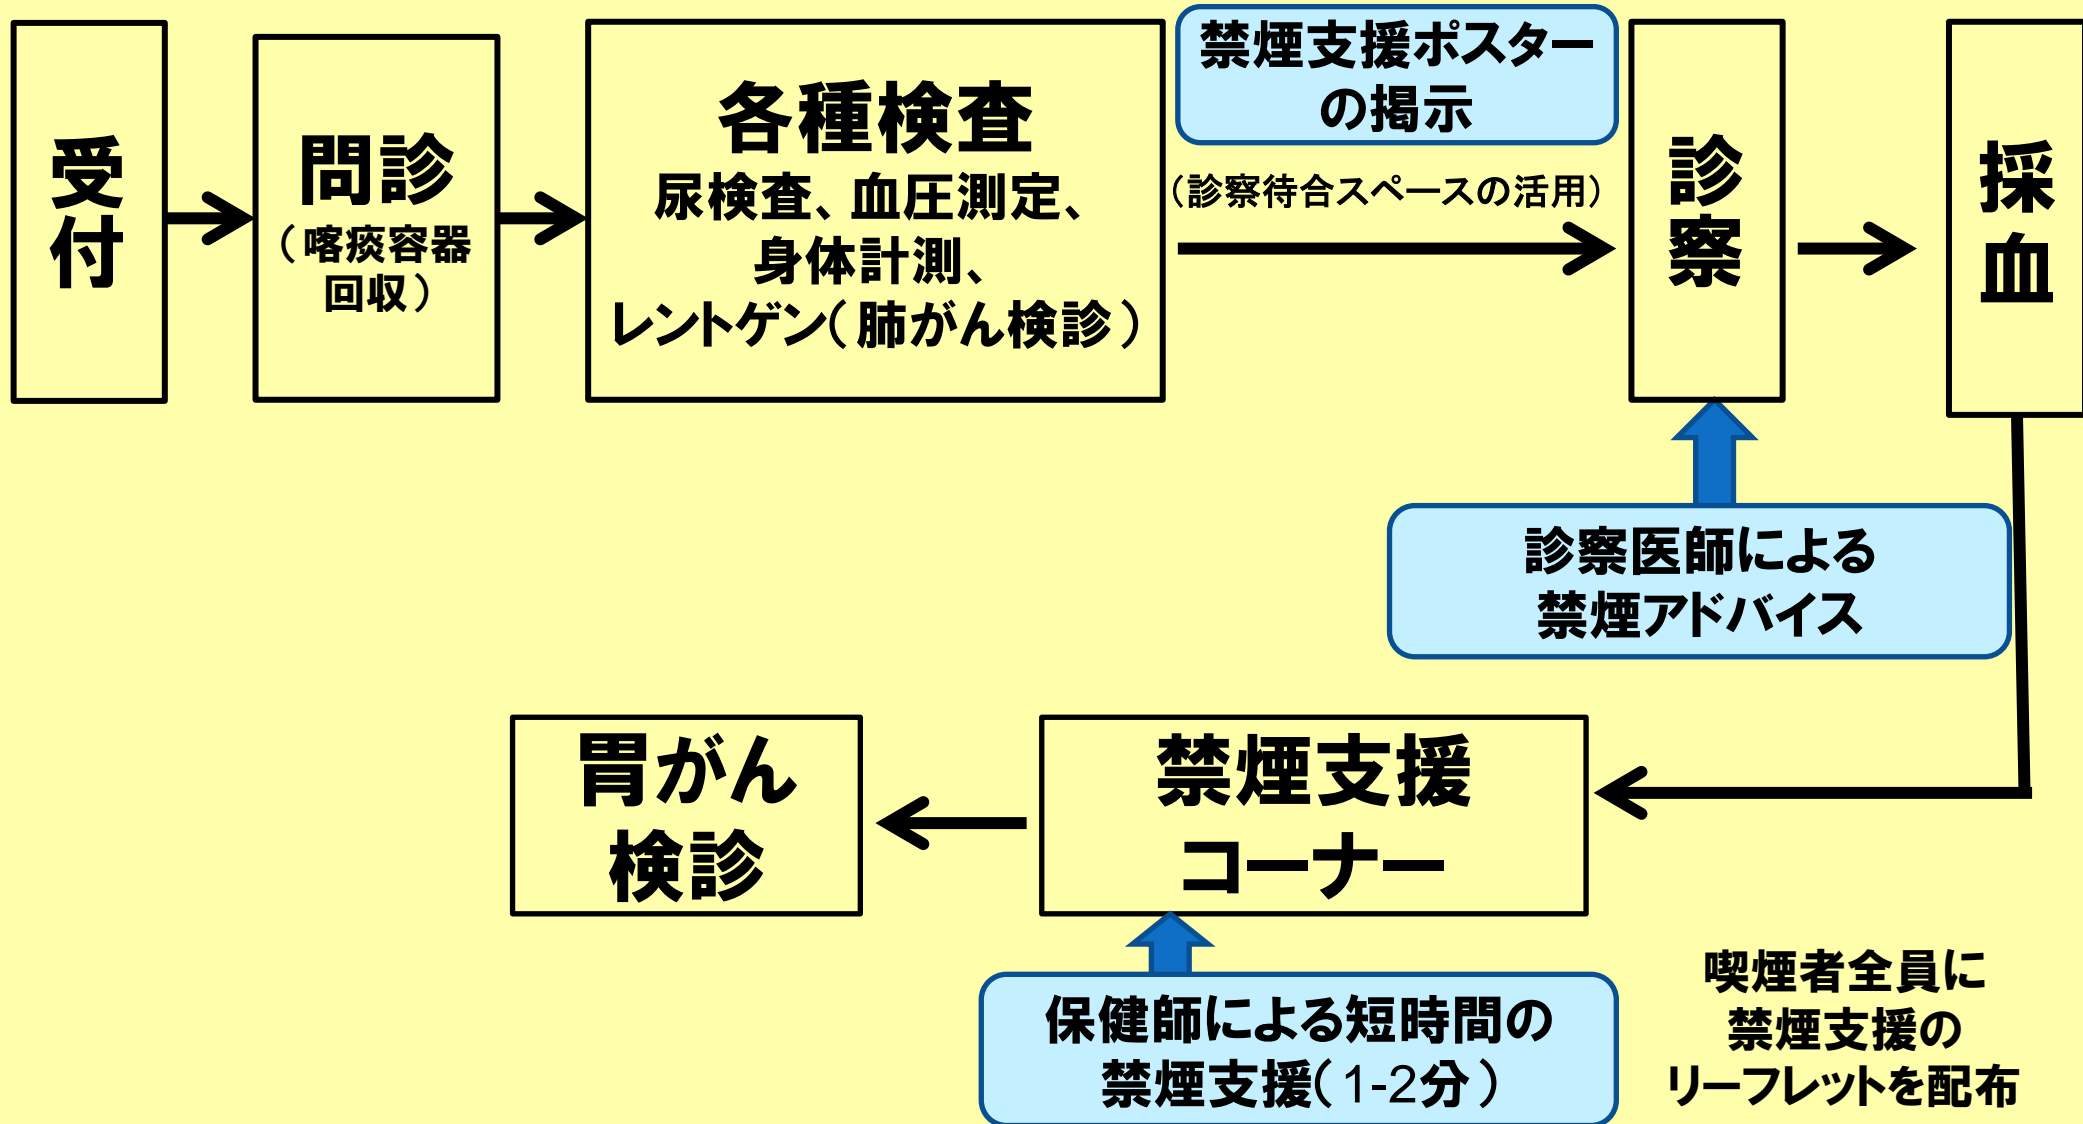 受付
問診
（喀痰容器
回収）
各種検査
尿検査、血圧測定、
身体計測、
レントゲン（肺がん検診）
禁煙支援ポスター
の掲示
（診察待合スペースの活用）
診察
採血
診察医師による
禁煙アドバイス
禁煙支援
コーナー
胃がん
検診
保健師による短時間の
禁煙支援（1-2分）
喫煙者全員に
禁煙支援の
リーフレットを配布